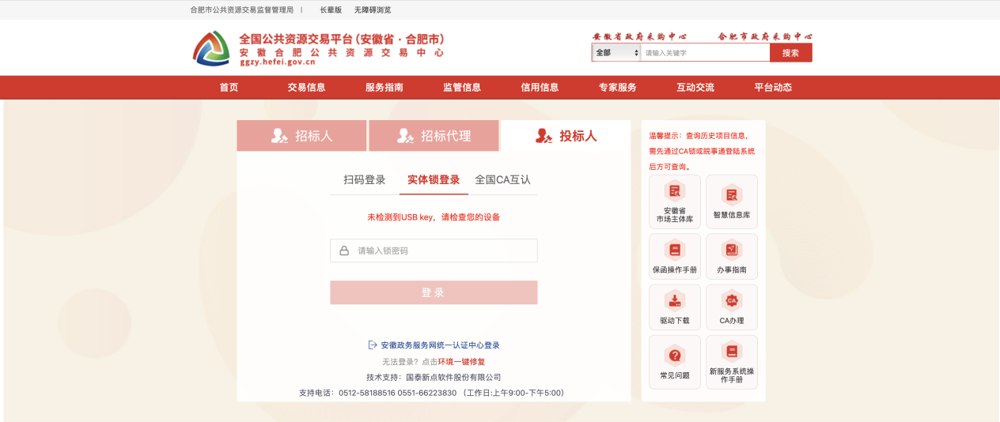 合肥市公共资源交易监督管理局 | 长辈版 无障碍浏览
全国公共资源交易平台(安徽省·合肥市)
安徽合肥公共资源交易中心
ggzy.hefei.gov.cn
安徽省政府采购中心 合肥市政府采购中心
全部 请输入关键字 搜索
首页 交易信息 服务指南 监管信息 信用信息 专家服务 互动交流 平台动态
招标人 招标代理 投标人
扫码登录 实体锁登录 全国CA互认
未检测到USB key，请检查您的设备
请输入锁密码
登录
安徽政务服务网统一认证中心登录
无法登录？点击环境一键修复
技术支持：国泰新点软件股份有限公司
支持电话：0512-58188516 0551-66223830 （工作日:上午9:00-下午5:00）
温馨提示：查询历史项目信息，
需先通过CA锁或皖事通登陆系统
后方可查询。
安徽省
市场主体库
智慧信息库
保函操作手册
办事指南
驱动下载
CA
CA办理
常见问题
新服务系统操
作手册